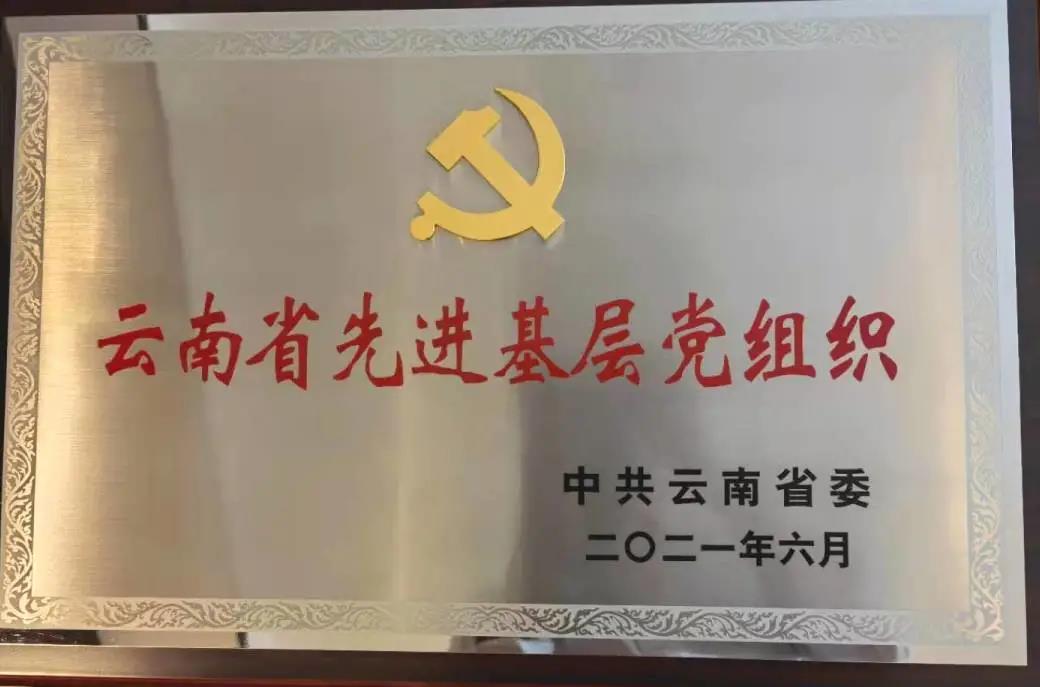 云南省先进基层党组织
中共云南省委
二〇二一年六月